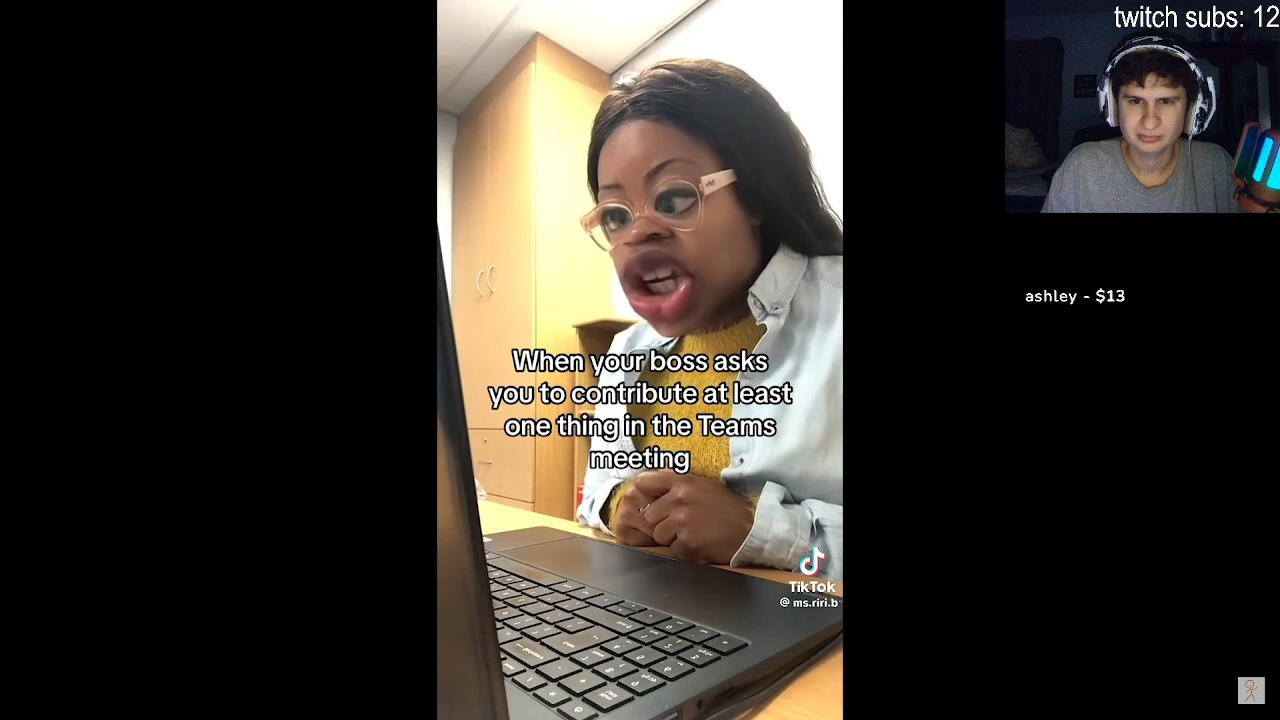 twitch subs: 12
ashley - $13
When your boss asks
you to contribute at least
one thing in the Teams
meeting
TikTok
@ ms.riri.b